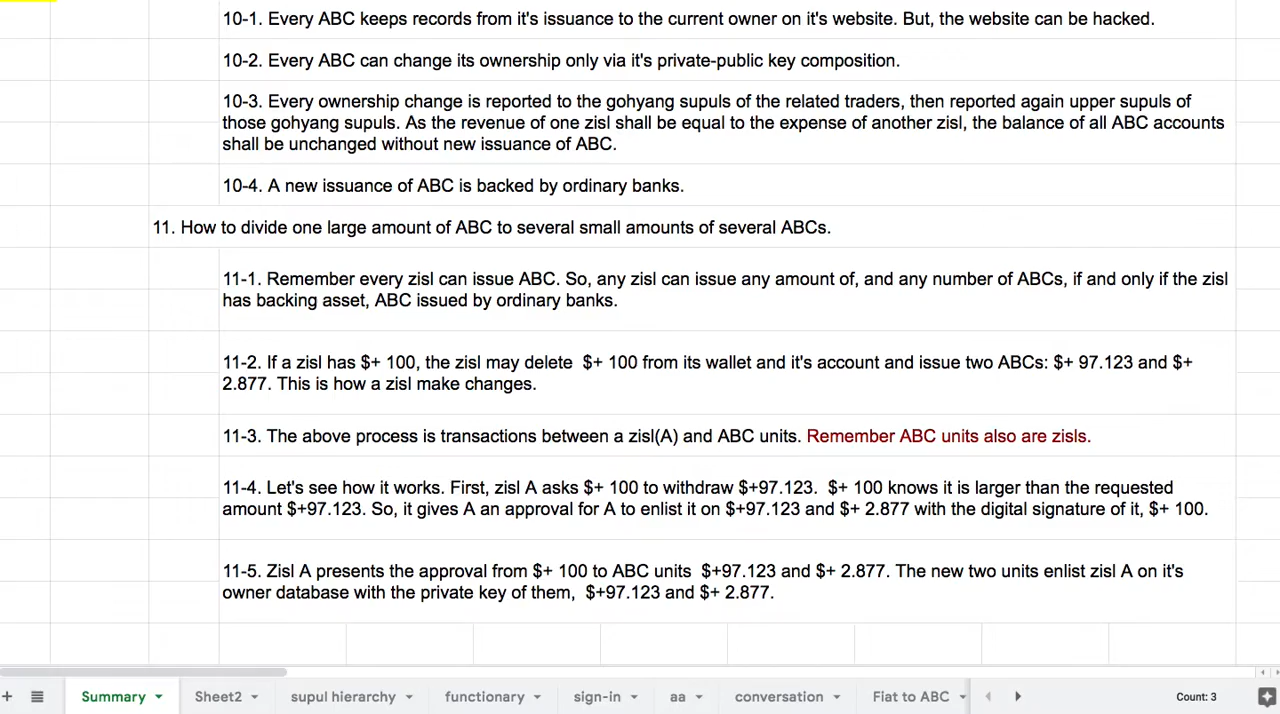 10-1. Every ABC keeps records from it's issuance to the current owner on it's website. But, the website can be hacked.
10-2. Every ABC can change its ownership only via it's private-public key composition.
10-3. Every ownership change is reported to the gohyang supuls of the related traders, then reported again upper supuls of
those gohyang supuls. As the revenue of one zisl shall be equal to the expense of another zisl, the balance of all ABC accounts
shall be unchanged without new issuance of ABC.
10-4. A new issuance of ABC is backed by ordinary banks.
11. How to divide one large amount of ABC to several small amounts of several ABCs.
11-1. Remember every zisl can issue ABC. So, any zisl can issue any amount of, and any number of ABCs, if and only if the zisl
has backing asset, ABC issued by ordinary banks.
11-2. If a zisl has $+ 100, the zisl may delete  $+ 100 from its wallet and it's account and issue two ABCs: $+ 97.123 and $+
2.877. This is how a zisl make changes.
11-3. The above process is transactions between a zisl(A) and ABC units. Remember ABC units also are zisls.
11-4. Let's see how it works. First, zisl A asks $+ 100 to withdraw $+97.123.  $+ 100 knows it is larger than the requested
amount $+97.123. So, it gives A an approval for A to enlist it on $+97.123 and $+ 2.877 with the digital signature of it, $+ 100.
11-5. Zisl A presents the approval from $+ 100 to ABC units  $+97.123 and $+ 2.877. The new two units enlist zisl A on it's
owner database with the private key of them,  $+97.123 and $+ 2.877.
+ Summary Sheet2 supul hierarchy functionary sign-in aa conversation Fiat to ABC Count: 3